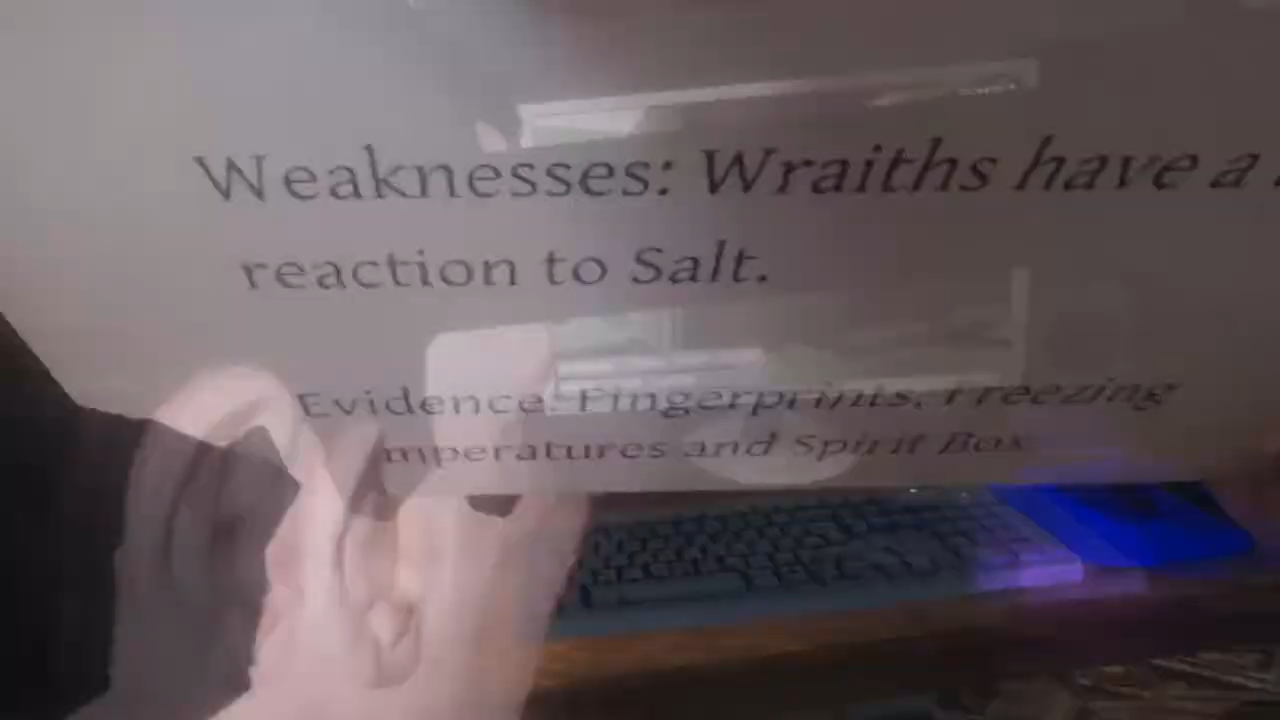 Weaknesses: Wraiths have a
reaction to Salt.
Evidence: Fingerprints, Freezing
mperatures and Spirit Box